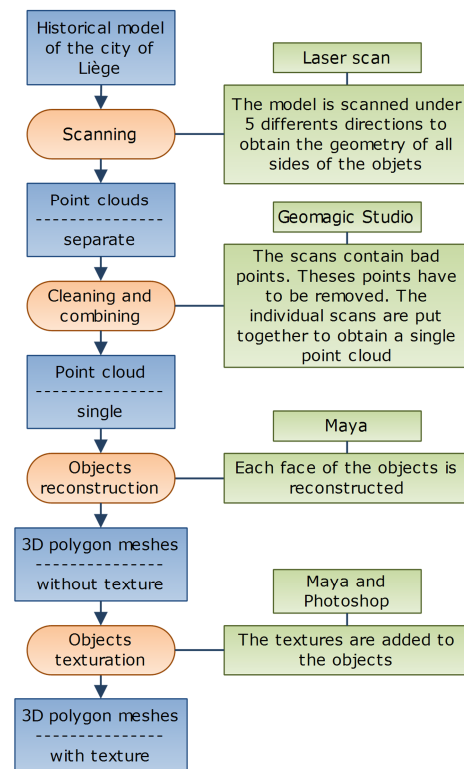 Historical model
of the city of
Liège
Laser scan
Scanning
The model is scanned under
5 differents directions to
obtain the geometry of all
sides of the objets
Point clouds
separate
Geomagic Studio
Cleaning and
combining
The scans contain bad
points. Theses points have
to be removed. The
individual scans are put
together to obtain a single
point cloud
Point cloud
single
Maya
Objects
reconstruction
Each face of the objects is
reconstructed
3D polygon meshes
without texture
Maya and
Photoshop
Objects
texturation
The textures are added to
the objects
3D polygon meshes
with texture